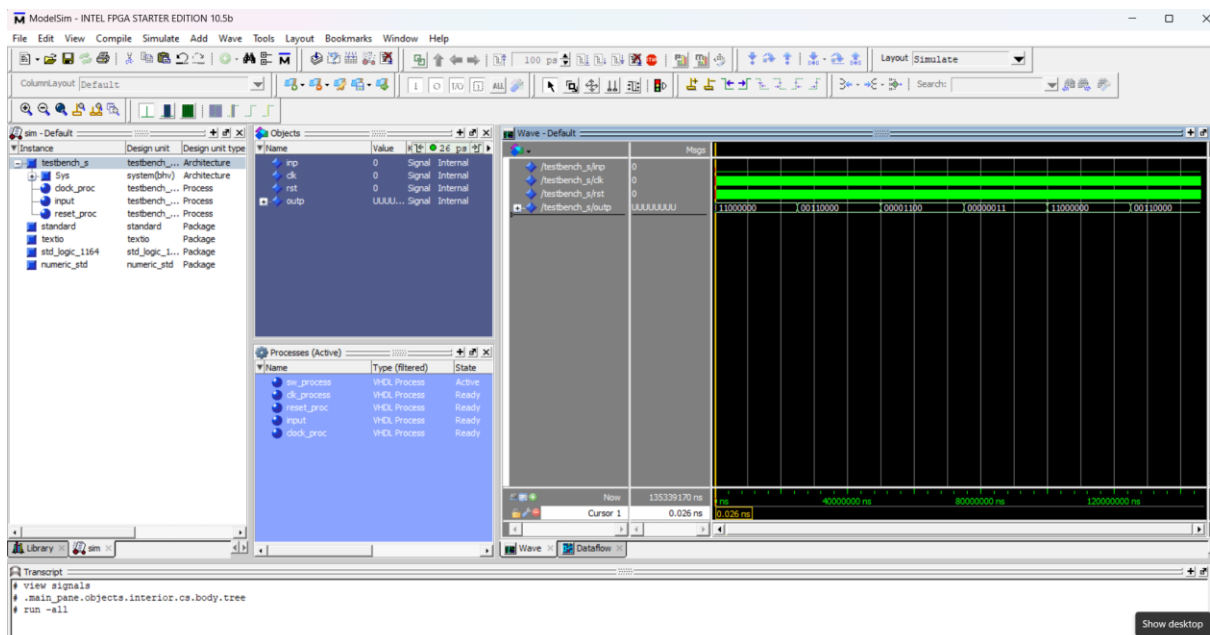 ModelSim - INTEL FPGA STARTER EDITION 10.5b
File Edit View Compile Simulate Add Wave Tools Layout Bookmarks Window Help
100 ps
Layout Simulate
ColumnLayout Default
Search:
sim - Default
Instance Design unit Design unit type
testbench_s testbench_... Architecture
Sys system(bhv) Architecture
clock_proc testbench_... Process
input testbench_... Process
reset_proc testbench_... Process
standard standard Package
textio textio Package
std_logic_1164 std_logic_1... Package
numeric_std numeric_std Package
Library
sim
Objects
Name Value 26 ps
inp 0 Signal Internal
clk 0 Signal Internal
rst 0 Signal Internal
outp UUUU... Signal Internal
Processes (Active)
Name Type (filtered) State
sw_process VHDL Process Active
clk_process VHDL Process Ready
reset_proc VHDL Process Ready
input VHDL Process Ready
clock_proc VHDL Process Ready
Wave - Default
Msgs
/testbench_s/inp 0
/testbench_s/clk 0
/testbench_s/rst 0
/testbench_s/outp UUUUUUUU 11000000 00110000 00001100 00000011 11000000 00110000
Now 135339170 ns ns 40000000 ns 80000000 ns 120000000 ns
Cursor 1 0.026 ns 0.026 ns
Wave
Dataflow
Transcript
# view signals
# .main_pane.objects.interior.cs.body.tree
# run -all
Show desktop